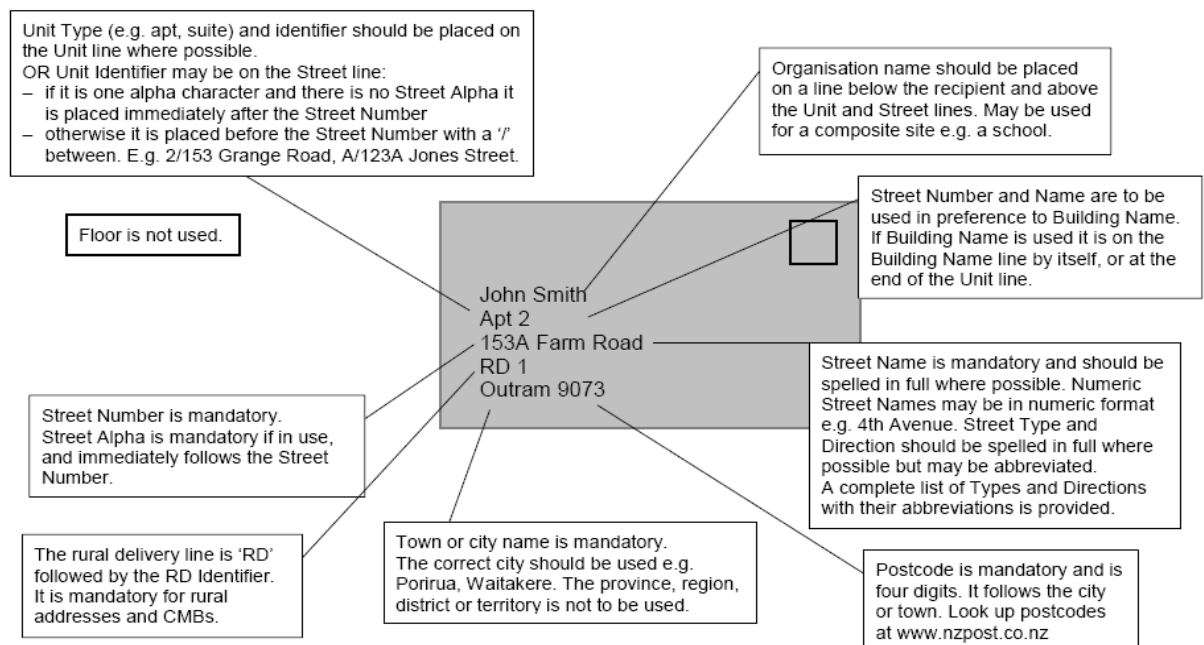 Unit Type (e.g. apt, suite) and identifier should be placed on
the Unit line where possible.
OR Unit Identifier may be on the Street line:
– if it is one alpha character and there is no Street Alpha it
is placed immediately after the Street Number
– otherwise it is placed before the Street Number with a ‘/’
between. E.g. 2/153 Grange Road, A/123A Jones Street.
Organisation name should be placed
on a line below the recipient and above
the Unit and Street lines. May be used
for a composite site e.g. a school.
Floor is not used.
Street Number and Name are to be
used in preference to Building Name.
If Building Name is used it is on the
Building Name line by itself, or at the
end of the Unit line.
John Smith
Apt 2
153A Farm Road
RD 1
Outram 9073
Street Name is mandatory and should be
spelled in full where possible. Numeric
Street Names may be in numeric format
e.g. 4th Avenue. Street Type and
Direction should be spelled in full where
possible but may be abbreviated.
A complete list of Types and Directions
with their abbreviations is provided.
Street Number is mandatory.
Street Alpha is mandatory if in use,
and immediately follows the Street
Number.
The rural delivery line is ‘RD’
followed by the RD Identifier.
It is mandatory for rural
addresses and CMBs.
Town or city name is mandatory.
The correct city should be used e.g.
Porirua, Waitakere. The province, region,
district or territory is not to be used.
Postcode is mandatory and is
four digits. It follows the city
or town. Look up postcodes
at www.nzpost.co.nz